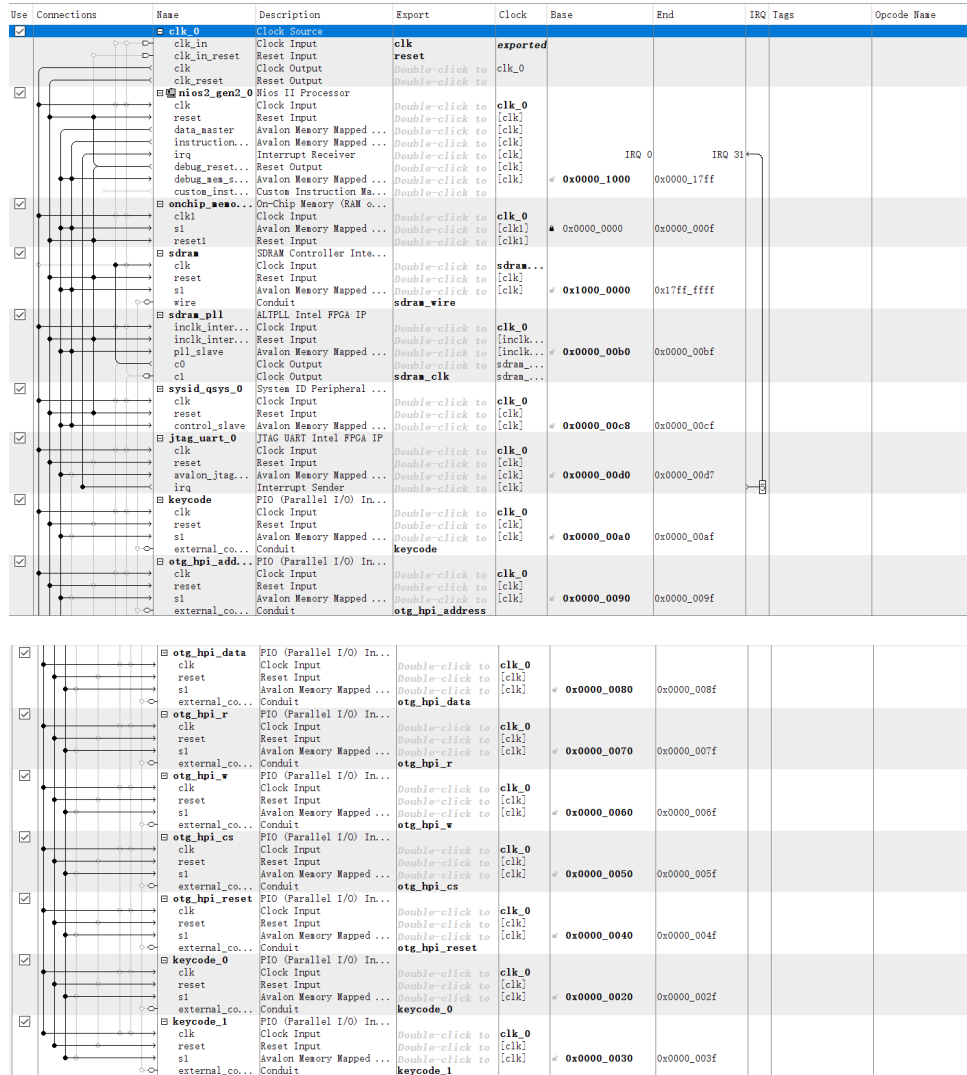 Use Connections Name Description Export Clock Base End IRQ Tags Opcode Name
clk_0 Clock Source
clk_in Clock Input clk exported
clk_in_reset Reset Input reset
clk Clock Output Double-click to clk_0
clk_reset Reset Output Double-click to
nios2_gen2_0 Nios II Processor
clk Clock Input Double-click to clk_0
reset Reset Input Double-click to [clk]
data_master Avalon Memory Mapped ... Double-click to [clk]
instruction... Avalon Memory Mapped ... Double-click to [clk]
irq Interrupt Receiver Double-click to [clk] IRQ 0 IRQ 31
debug_reset... Reset Output Double-click to [clk]
debug_mem_s... Avalon Memory Mapped ... Double-click to [clk] 0x0000_1000 0x0000_17ff
custom_inst... Custom Instruction Ma... Double-click to
onchip_memo... On-Chip Memory (RAM o...
clk1 Clock Input Double-click to clk_0
s1 Avalon Memory Mapped ... Double-click to [clk1] 0x0000_0000 0x0000_000f
reset1 Reset Input Double-click to [clk1]
sdram SDRAM Controller Inte...
clk Clock Input Double-click to sdram...
reset Reset Input Double-click to [clk]
s1 Avalon Memory Mapped ... Double-click to [clk] 0x1000_0000 0x17ff_ffff
wire Conduit sdram_wire
sdram_pll ALTPLL Intel FPGA IP
inclk_inter... Clock Input Double-click to clk_0
inclk_inter... Reset Input Double-click to [inclk...
pll_slave Avalon Memory Mapped ... Double-click to [inclk... 0x0000_00b0 0x0000_00bf
c0 Clock Output Double-click to sdram_...
c1 Clock Output sdram_clk sdram_...
sysid_qsys_0 System ID Peripheral ...
clk Clock Input Double-click to clk_0
reset Reset Input Double-click to [clk]
control_slave Avalon Memory Mapped ... Double-click to [clk] 0x0000_00c8 0x0000_00cf
jtag_uart_0 JTAG UART Intel FPGA IP
clk Clock Input Double-click to clk_0
reset Reset Input Double-click to [clk]
avalon_jtag... Avalon Memory Mapped ... Double-click to [clk] 0x0000_00d0 0x0000_00d7
irq Interrupt Sender Double-click to [clk] 5
keycode PIO (Parallel I/O) In...
clk Clock Input Double-click to clk_0
reset Reset Input Double-click to [clk]
s1 Avalon Memory Mapped ... Double-click to [clk] 0x0000_00a0 0x0000_00af
external_co... Conduit keycode
otg_hpi_add... PIO (Parallel I/O) In...
clk Clock Input Double-click to clk_0
reset Reset Input Double-click to [clk]
s1 Avalon Memory Mapped ... Double-click to [clk] 0x0000_0090 0x0000_009f
external_co... Conduit otg_hpi_address
otg_hpi_data PIO (Parallel I/O) In...
clk Clock Input Double-click to clk_0
reset Reset Input Double-click to [clk]
s1 Avalon Memory Mapped ... Double-click to [clk] 0x0000_0080 0x0000_008f
external_co... Conduit otg_hpi_data
otg_hpi_r PIO (Parallel I/O) In...
clk Clock Input Double-click to clk_0
reset Reset Input Double-click to [clk]
s1 Avalon Memory Mapped ... Double-click to [clk] 0x0000_0070 0x0000_007f
external_co... Conduit otg_hpi_r
otg_hpi_w PIO (Parallel I/O) In...
clk Clock Input Double-click to clk_0
reset Reset Input Double-click to [clk]
s1 Avalon Memory Mapped ... Double-click to [clk] 0x0000_0060 0x0000_006f
external_co... Conduit otg_hpi_w
otg_hpi_cs PIO (Parallel I/O) In...
clk Clock Input Double-click to clk_0
reset Reset Input Double-click to [clk]
s1 Avalon Memory Mapped ... Double-click to [clk] 0x0000_0050 0x0000_005f
external_co... Conduit otg_hpi_cs
otg_hpi_reset PIO (Parallel I/O) In...
clk Clock Input Double-click to clk_0
reset Reset Input Double-click to [clk]
s1 Avalon Memory Mapped ... Double-click to [clk] 0x0000_0040 0x0000_004f
external_co... Conduit otg_hpi_reset
keycode_0 PIO (Parallel I/O) In...
clk Clock Input Double-click to clk_0
reset Reset Input Double-click to [clk]
s1 Avalon Memory Mapped ... Double-click to [clk] 0x0000_0020 0x0000_002f
external_co... Conduit keycode_0
keycode_1 PIO (Parallel I/O) In...
clk Clock Input Double-click to clk_0
reset Reset Input Double-click to [clk]
s1 Avalon Memory Mapped ... Double-click to [clk] 0x0000_0030 0x0000_003f
external_co... Conduit keycode_1